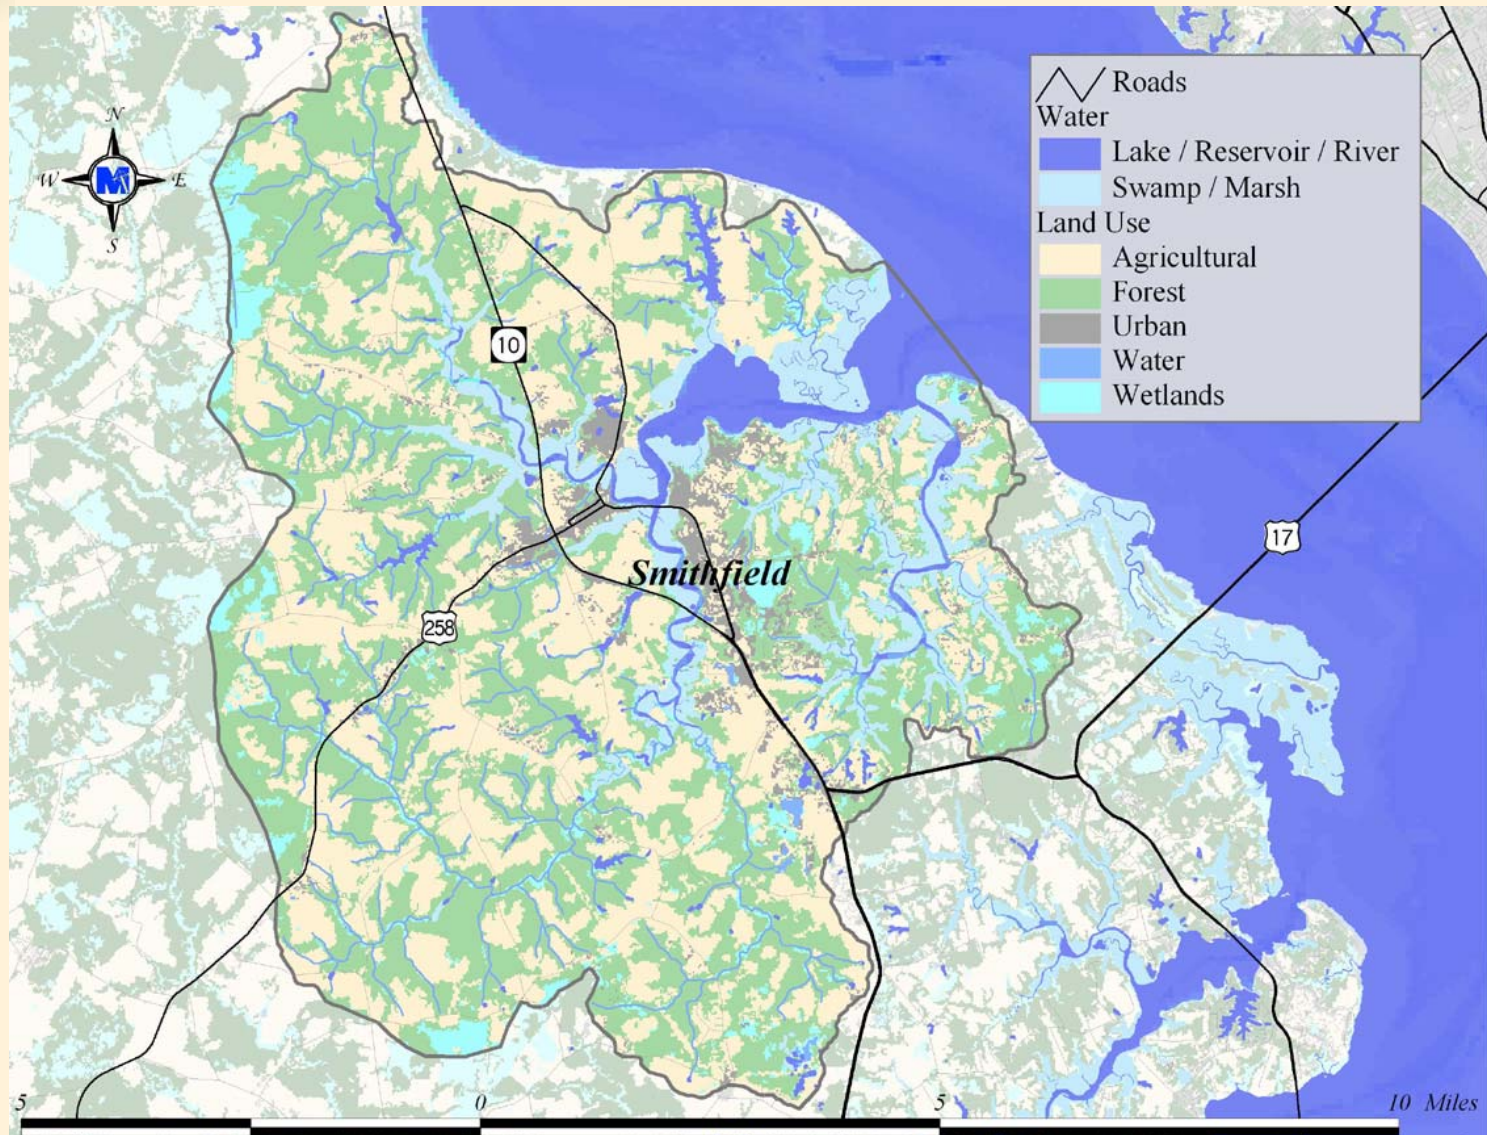 N
W
M
E
S
Roads
Water
Lake / Reservoir / River
Swamp / Marsh
Land Use
Agricultural
Forest
Urban
Water
Wetlands
10
17
Smithfield
258
5
0
5
10 Miles